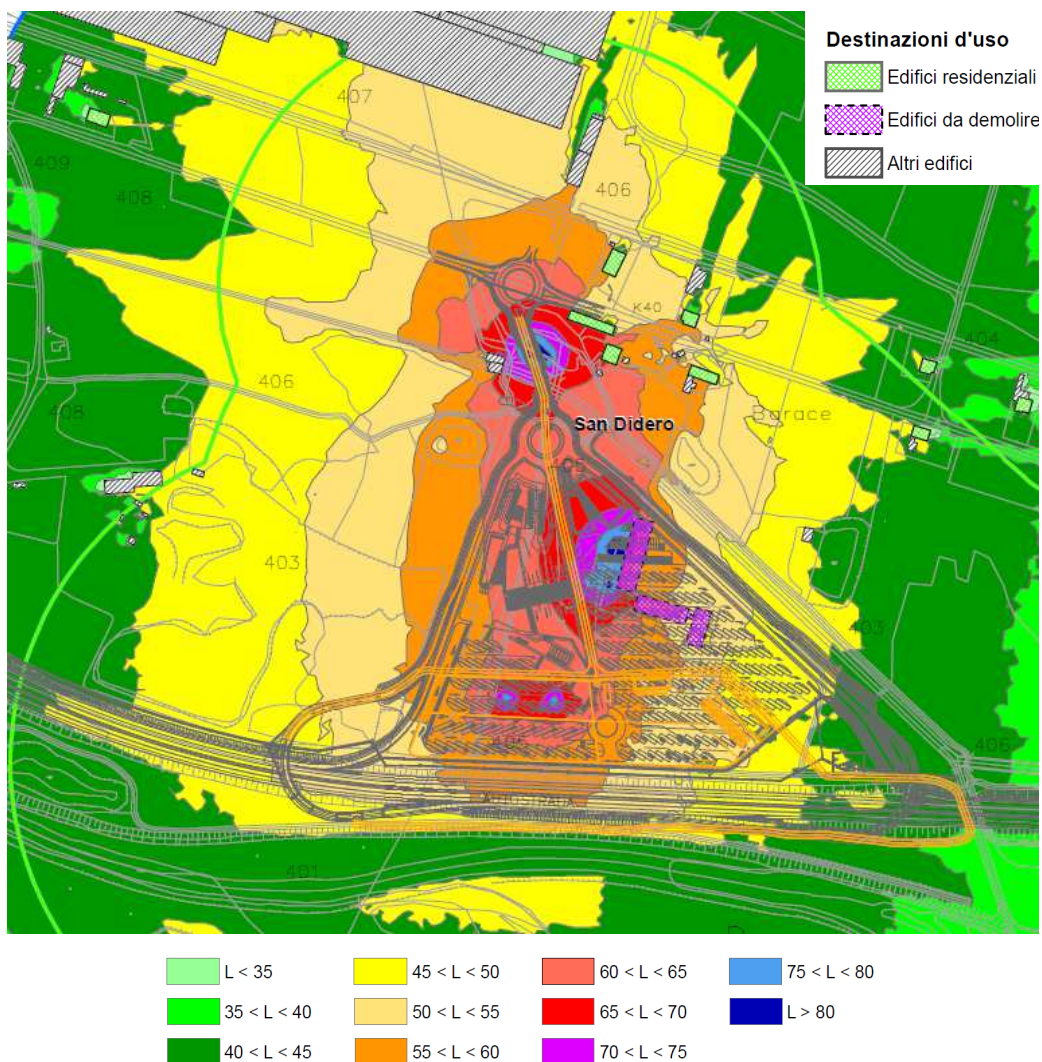 Destinazioni d'uso
Edifici residenziali
Edifici da demolire
Altri edifici
407
409
408
406
K40
404
406
408
Barace
San Didero
403
403
406
AUTOSTRADA
401
L < 35
45 < L < 50
60 < L < 65
75 < L < 80
35 < L < 40
50 < L < 55
65 < L < 70
L > 80
40 < L < 45
55 < L < 60
70 < L < 75